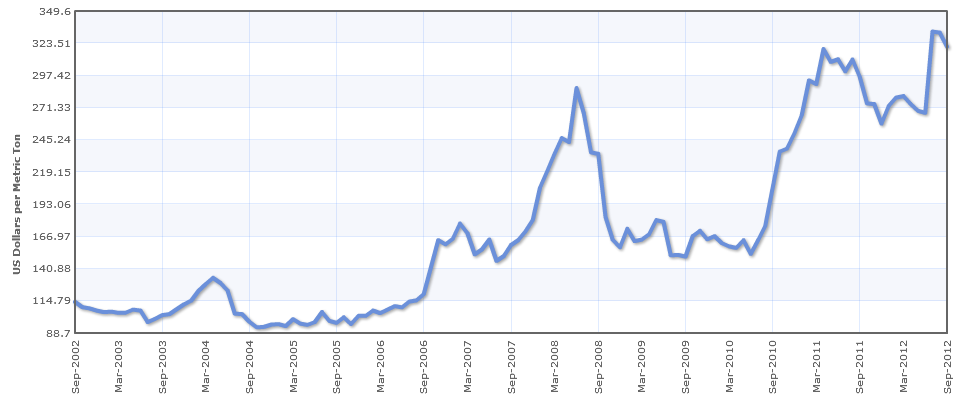 349.6
323.51
297.42
271.33
245.24
219.15
193.06
166.97
140.88
114.79
88.7
US Dollars per Metric Ton
Sep-2002
Mar-2003
Sep-2003
Mar-2004
Sep-2004
Mar-2005
Sep-2005
Mar-2006
Sep-2006
Mar-2007
Sep-2007
Mar-2008
Sep-2008
Mar-2009
Sep-2009
Mar-2010
Sep-2010
Mar-2011
Sep-2011
Mar-2012
Sep-2012